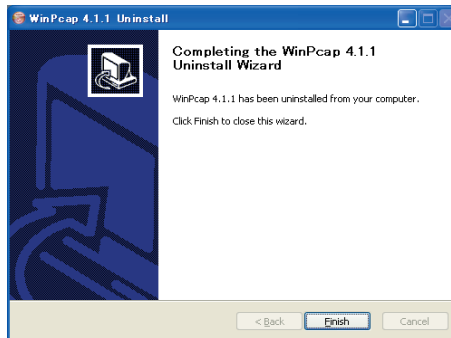 WinPcap 4.1.1 Uninstall
Completing the WinPcap 4.1.1
Uninstall Wizard
WinPcap 4.1.1 has been uninstalled from your computer.
Click Finish to close this wizard.
< Back
Finish
Cancel